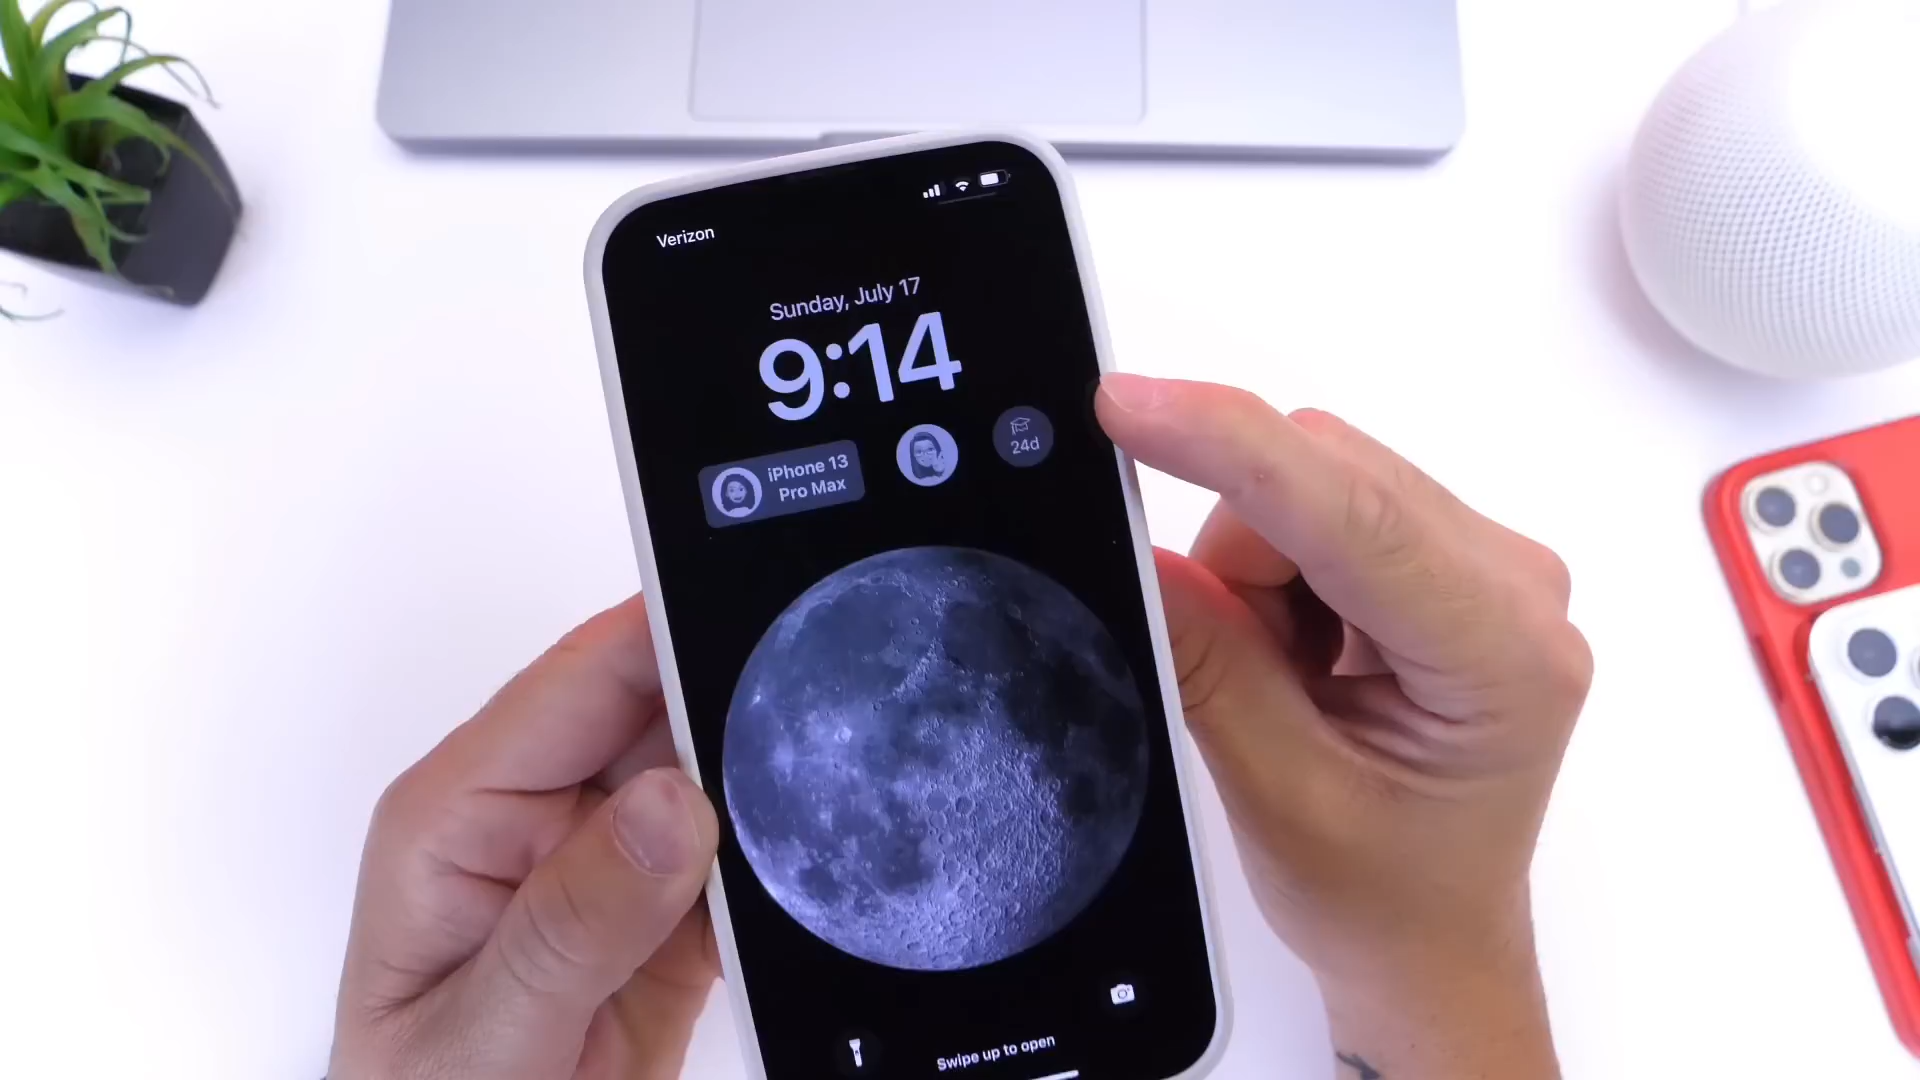 Verizon
Sunday, July 17
9:14
iPhone 13
Pro Max
24d
Swipe up to open